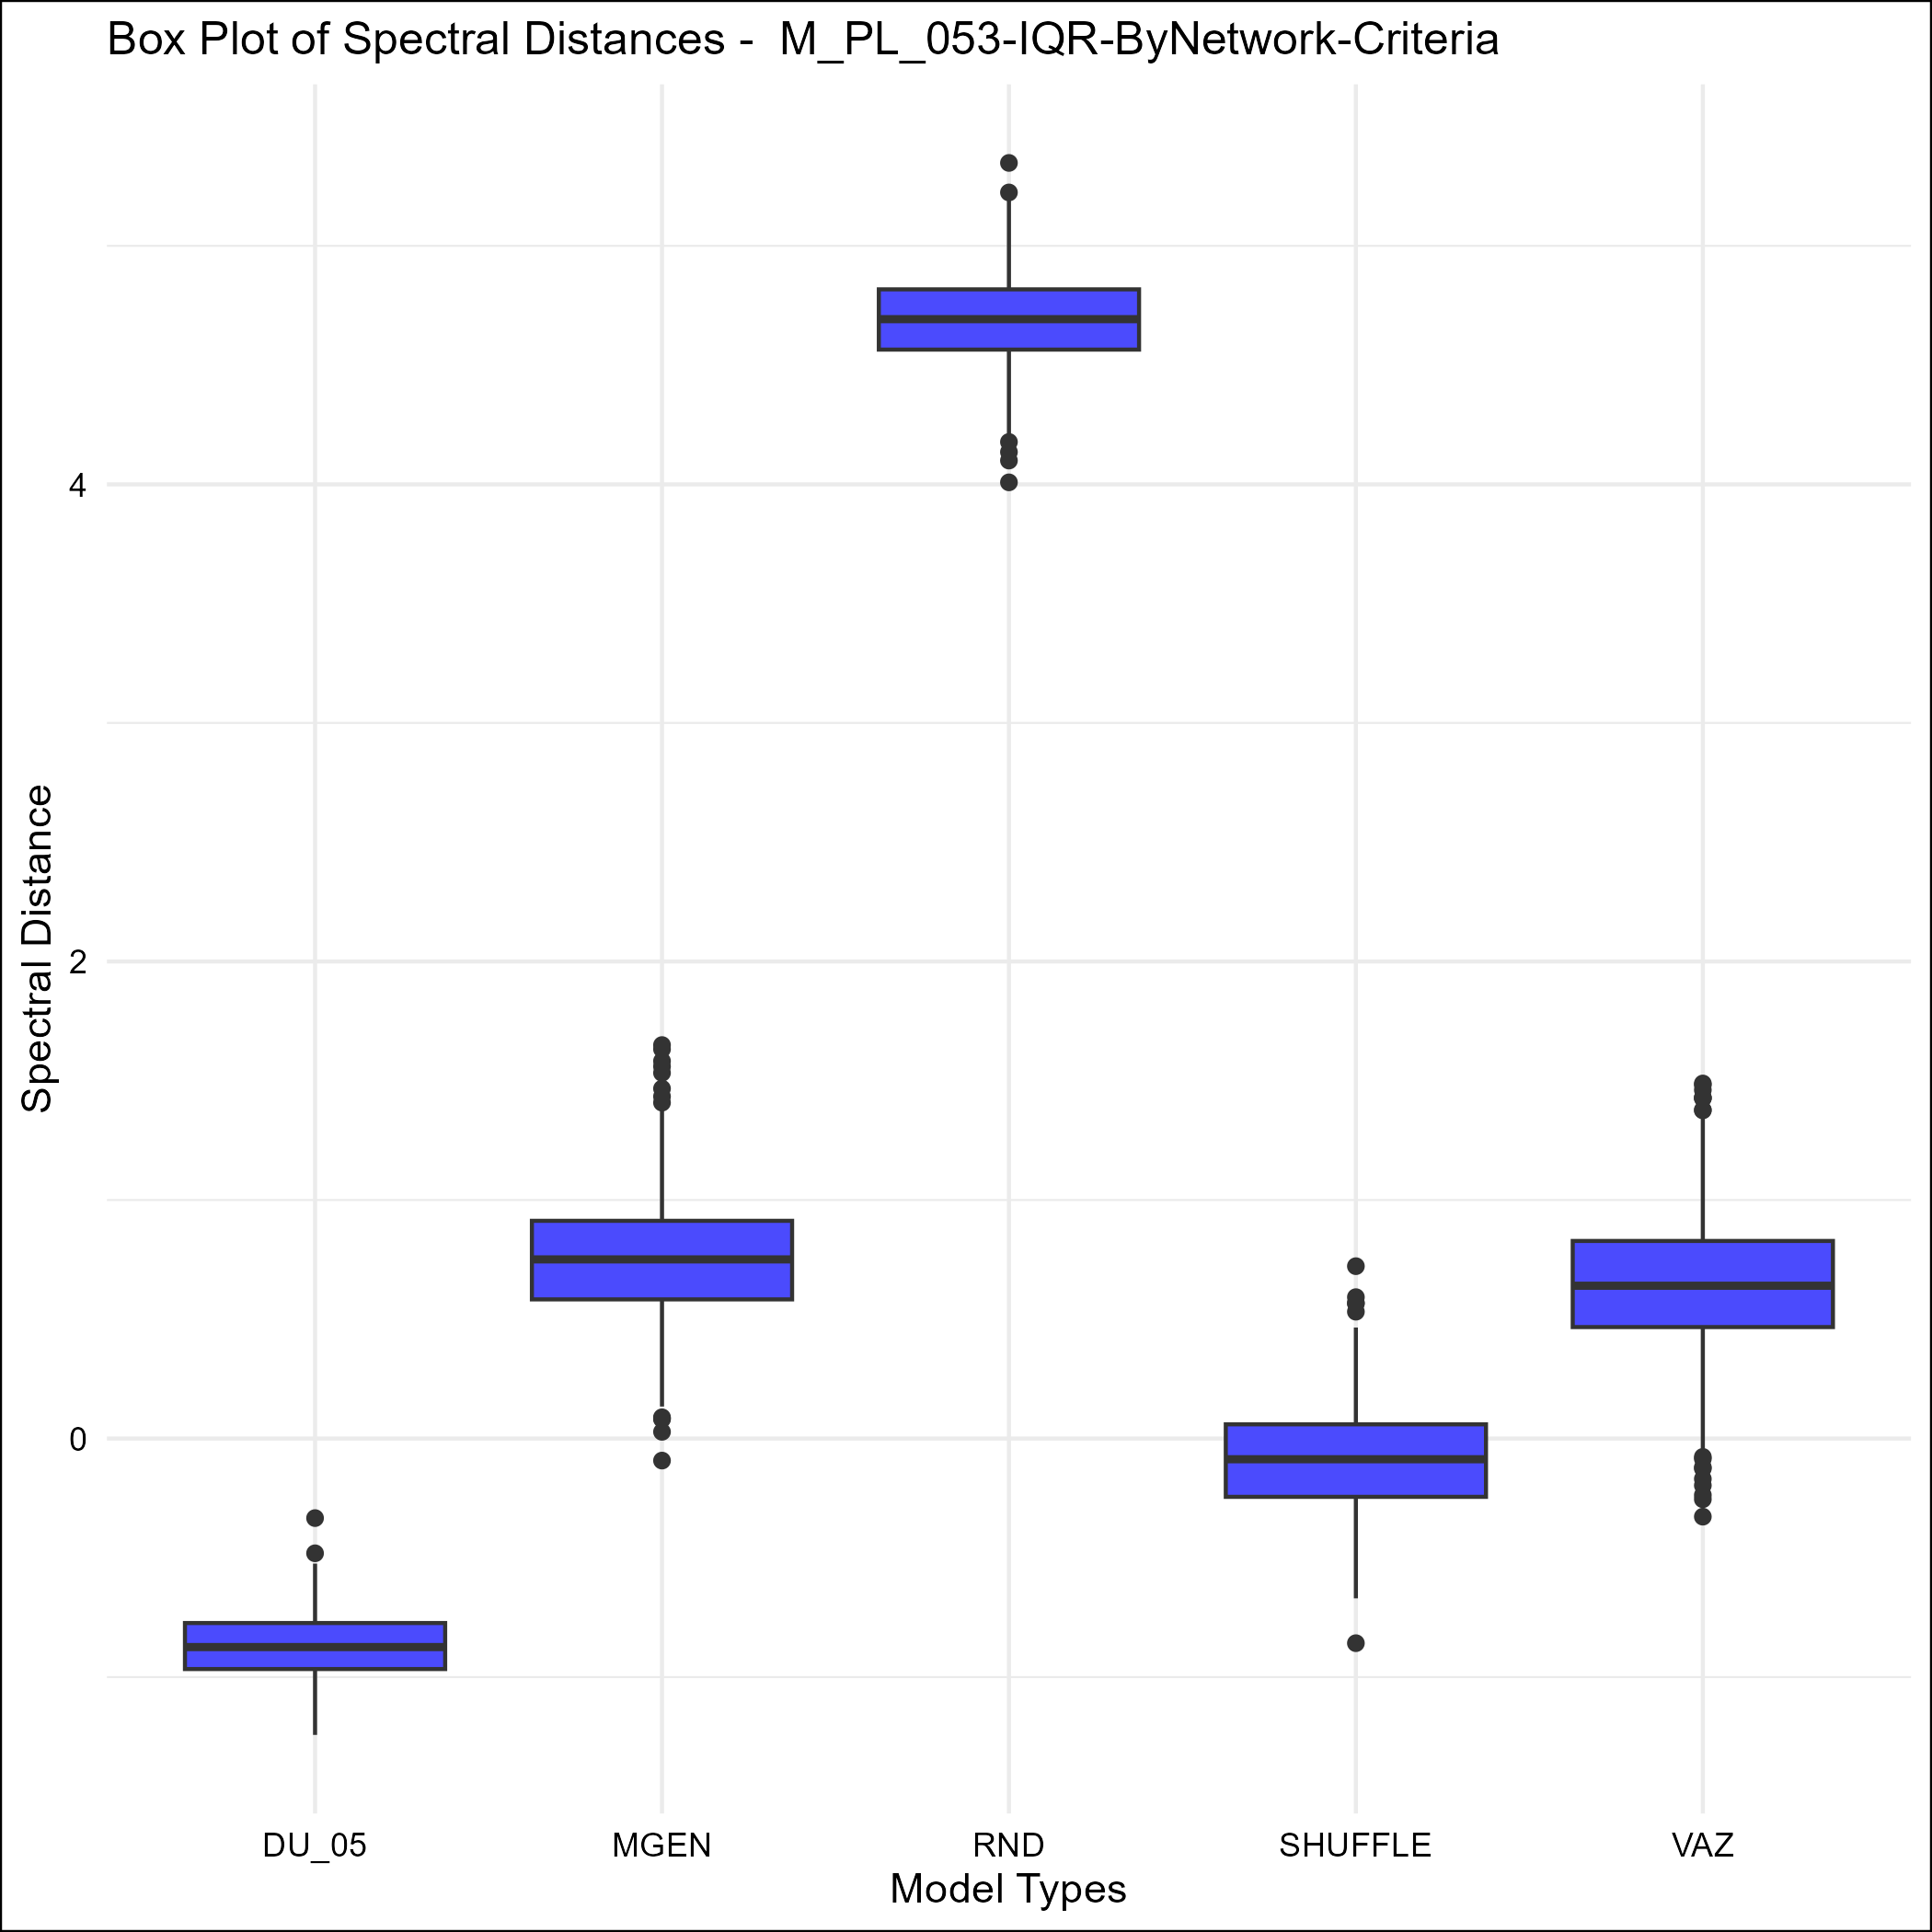 Box Plot of Spectral Distances -  M_PL_053-IQR-ByNetwork-Criteria
Spectral Distance
4
2
0
DU_05 MGEN RND SHUFFLE VAZ
Model Types